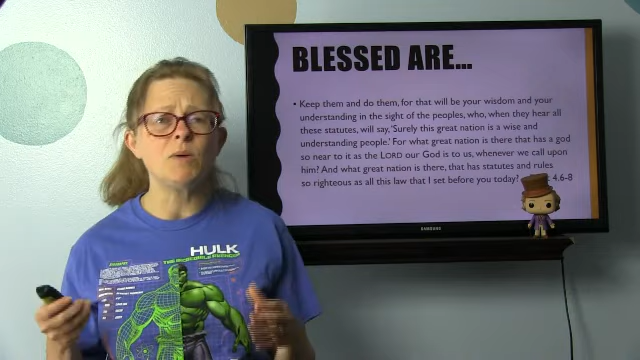 BLESSED ARE...
• Keep them and do them, for that will be your wisdom and your
understanding in the sight of the peoples, who, when they hear all
these statutes, will say, 'Surely this great nation is a wise and
understanding people.' For what great nation is there that has a god
so near to it as the LORD our God is to us, whenever we call upon
him? And what great nation is there, that has statutes and rules
so righteous as all this law that I set before you today? 4.6-8
SAMSUNG
HULK
THE INCREDIBLE